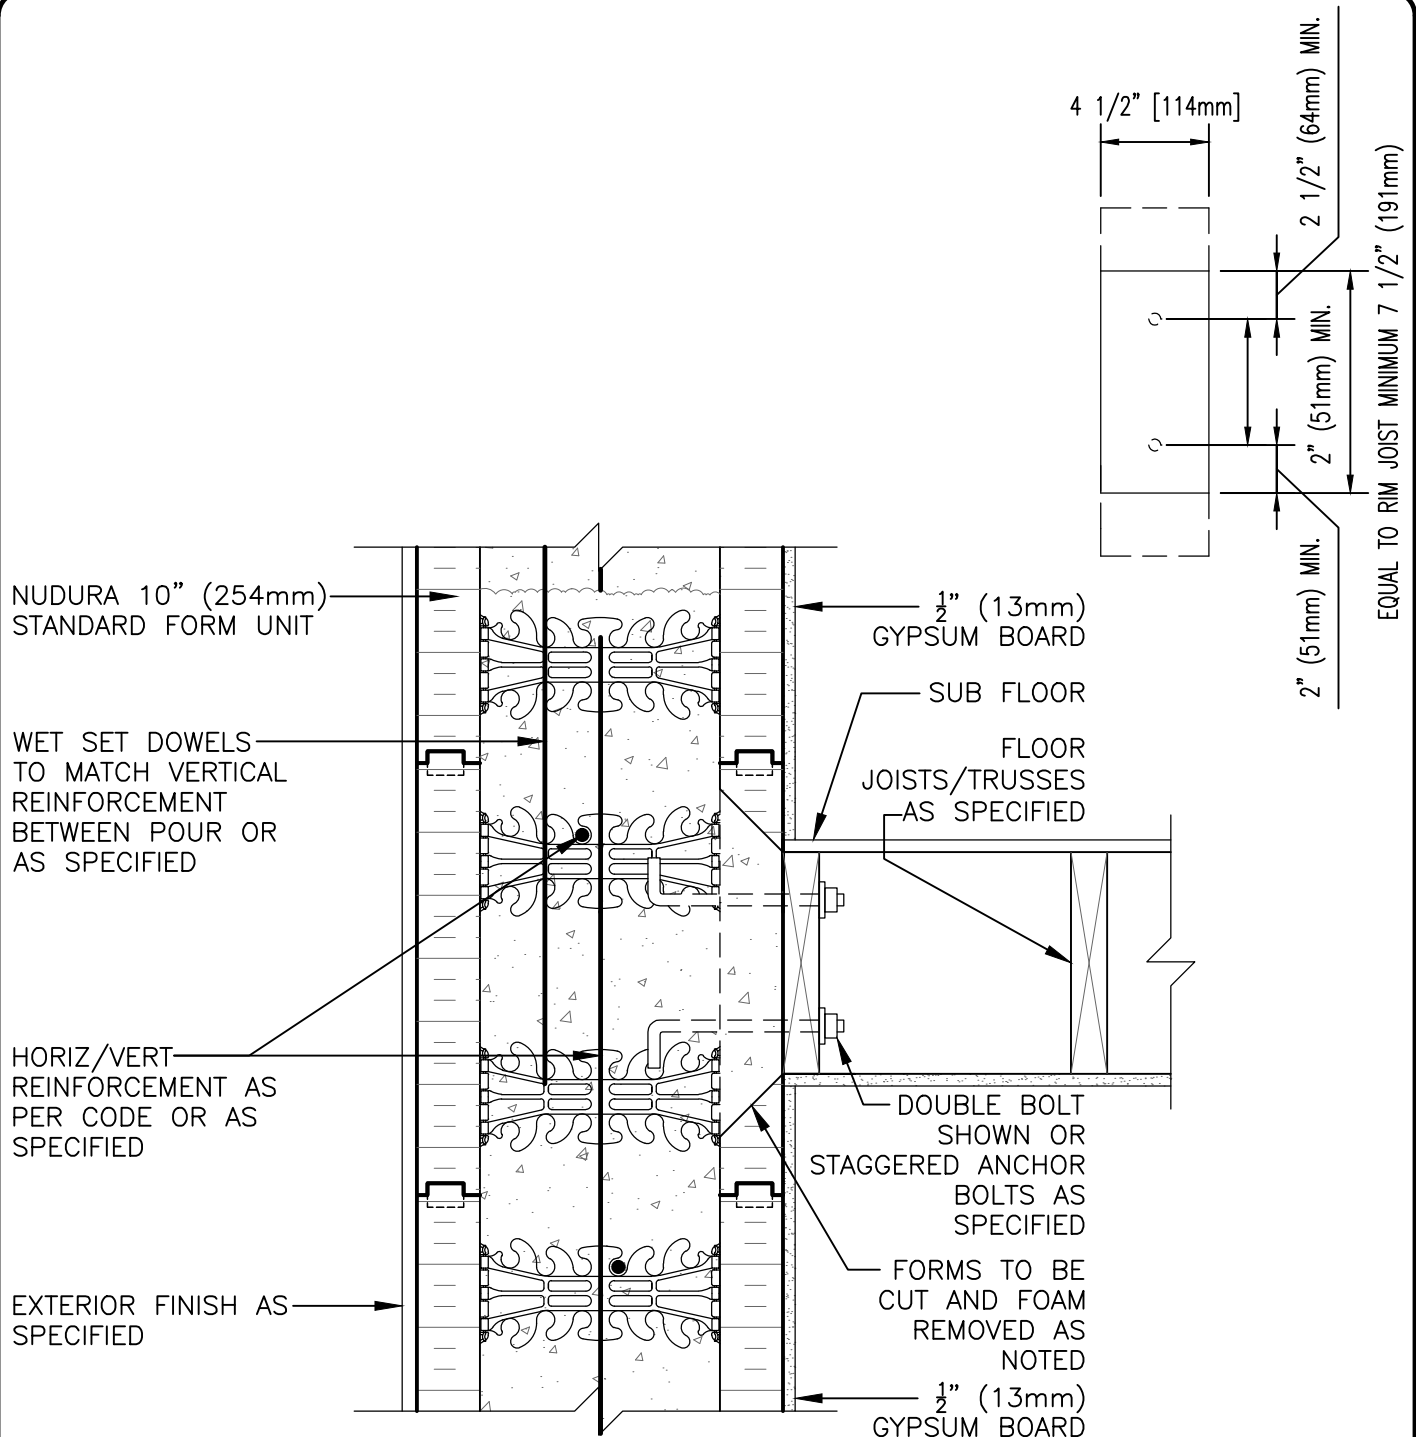 4 1/2" [114mm]
2 1/2" (64mm) MIN.
2" (51mm) MIN.
2" (51mm) MIN.
EQUAL TO RIM JOIST MINIMUM 7 1/2" (191mm)
NUDURA 10" (254mm)
STANDARD FORM UNIT
WET SET DOWELS
TO MATCH VERTICAL
REINFORCEMENT
BETWEEN POUR OR
AS SPECIFIED
HORIZ/VERT
REINFORCEMENT AS
PER CODE OR AS
SPECIFIED
EXTERIOR FINISH AS
SPECIFIED
1/2" (13mm)
GYPSUM BOARD
SUB FLOOR
FLOOR
JOISTS/TRUSSES
AS SPECIFIED
DOUBLE BOLT
SHOWN OR
STAGGERED ANCHOR
BOLTS AS
SPECIFIED
FORMS TO BE
CUT AND FOAM
REMOVED AS
NOTED
1/2" (13mm)
GYPSUM BOARD